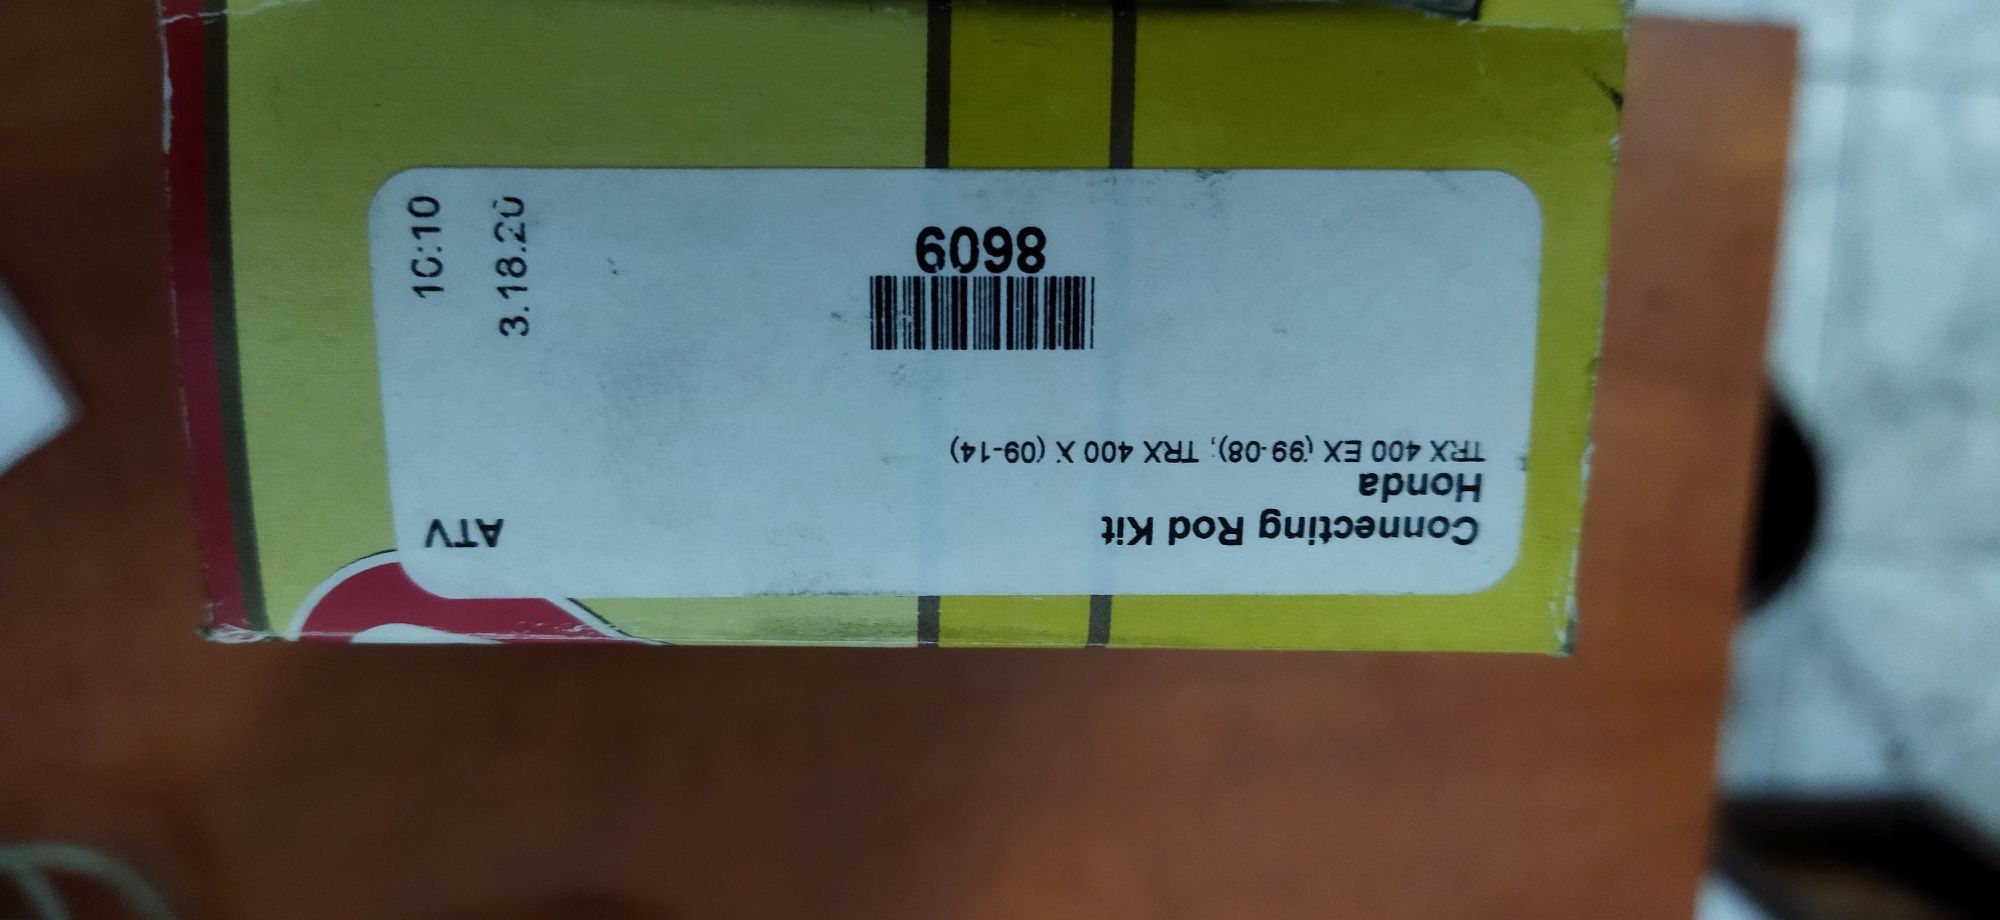 Connecting Rod Kit
ATV
Honda
TRX 400 EX (99-08); TRX 400 X (09-14)
8609
3.18.20
10:10